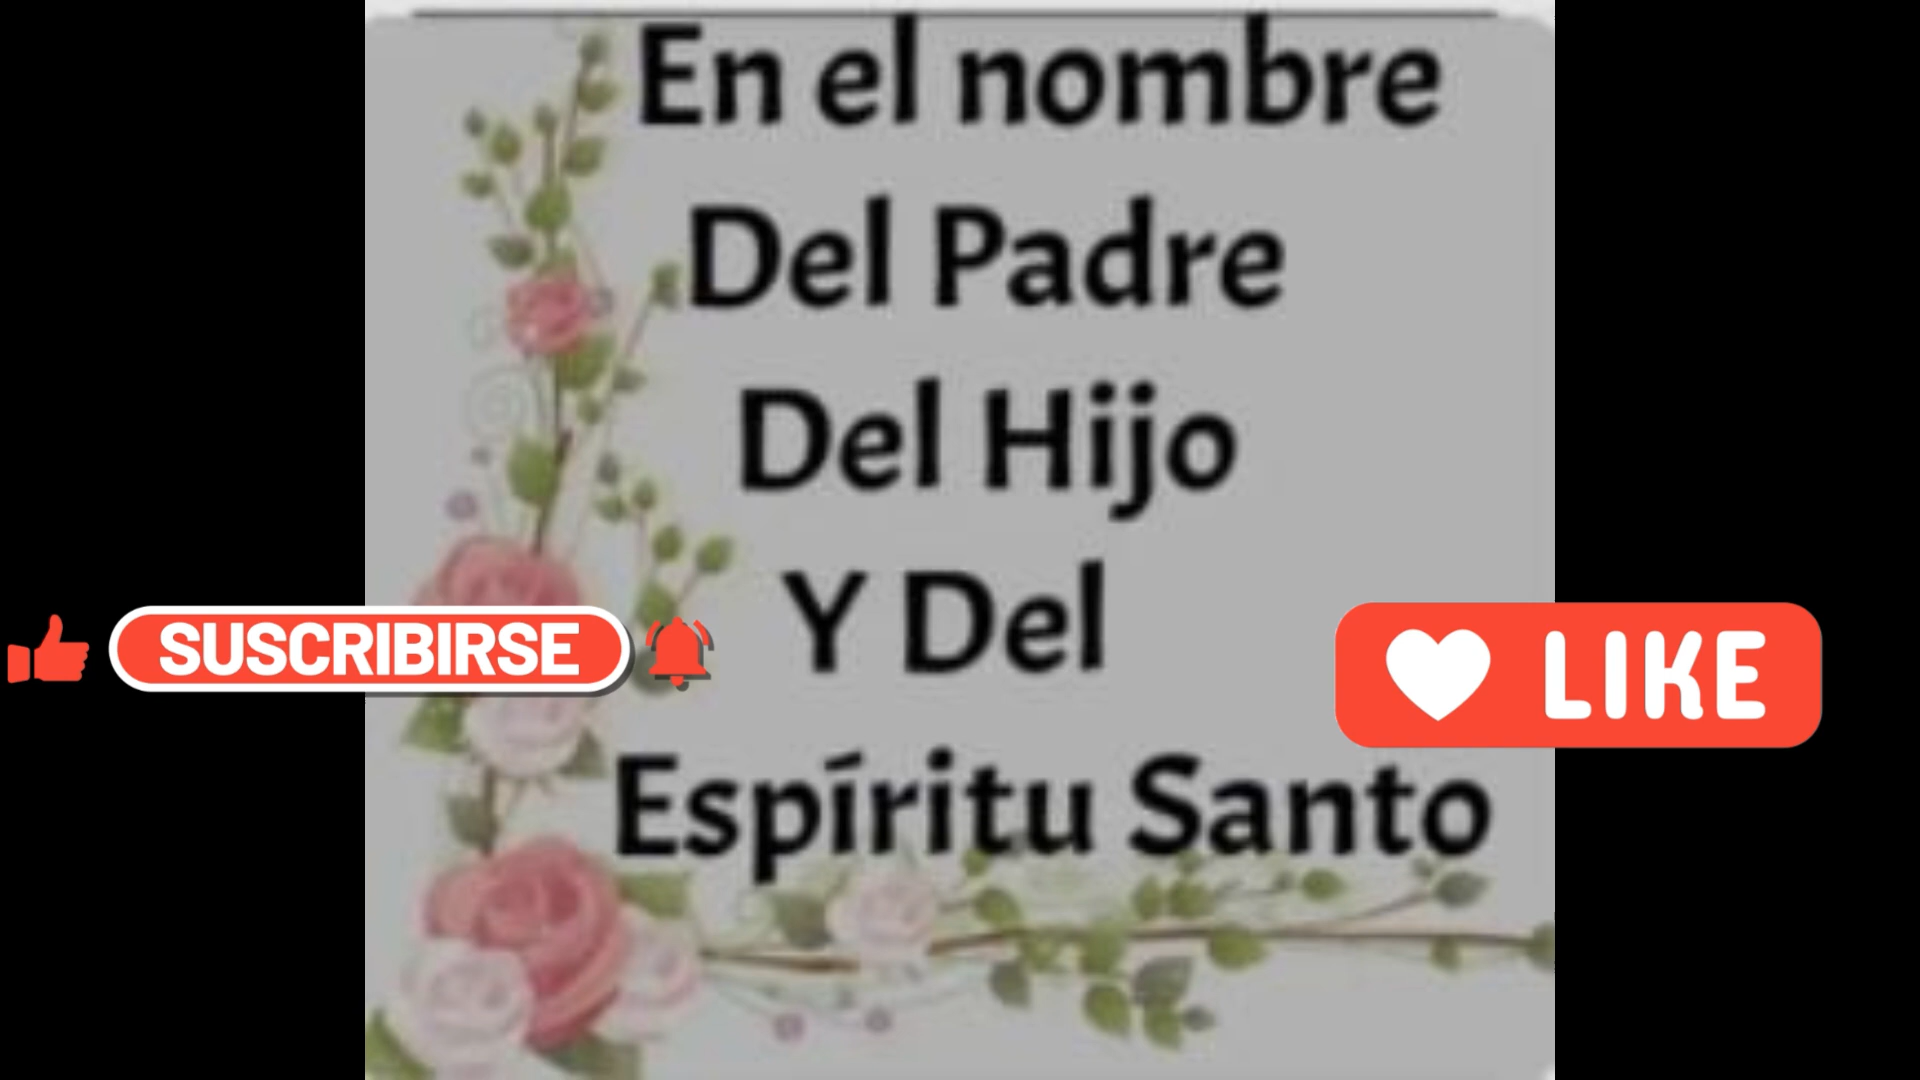 En el nombre
Del Padre
Del Hijo
Y Del
SUSCRIBIRSE
LIKE
Espíritu Santo